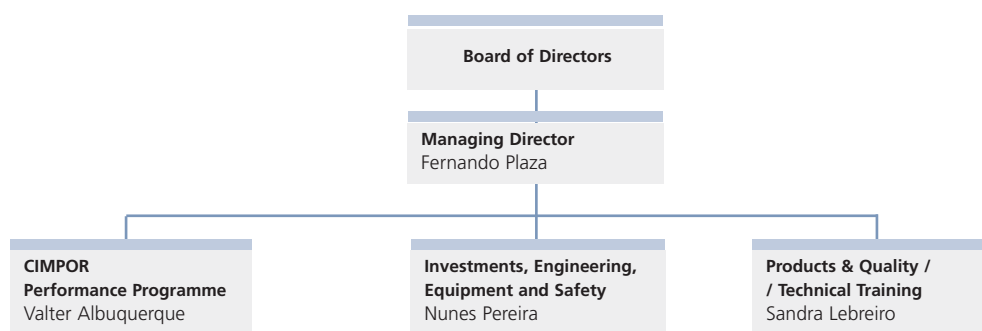 Board of Directors
Managing Director
Fernando Plaza
CIMPOR
Performance Programme
Valter Albuquerque
Investments, Engineering,
Equipment and Safety
Nunes Pereira
Products & Quality /
/ Technical Training
Sandra Lebreiro